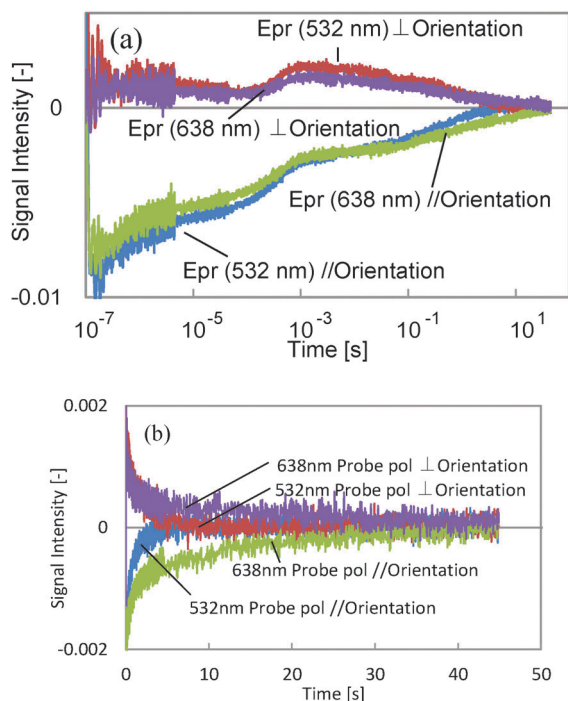 (a)
Epr (532 nm) ⊥ Orientation
0
Epr (638 nm) ⊥ Orientation
Epr (638 nm) //Orientation
Epr (532 nm) //Orientation
Signal Intensity [-]
-0.01
10⁻⁷ 10⁻⁵ 10⁻³ 10⁻¹ 10¹
Time [s]
0.002
(b)
638nm Probe pol ⊥ Orientation
532nm Probe pol ⊥ Orientation
0
638nm Probe pol //Orientation
532nm Probe pol //Orientation
Signal Intensity [-]
-0.002
0 10 20 30 40 50
Time [s]